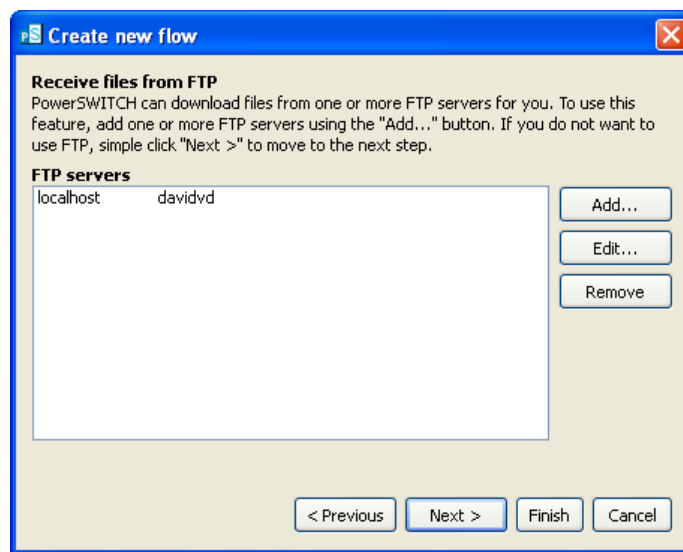 pS Create new flow
Receive files from FTP
PowerSWITCH can download files from one or more FTP servers for you. To use this
feature, add one or more FTP servers using the "Add..." button. If you do not want to
use FTP, simple click "Next >" to move to the next step.
FTP servers
localhost davidvd
Add...
Edit...
Remove
< Previous
Next >
Finish
Cancel